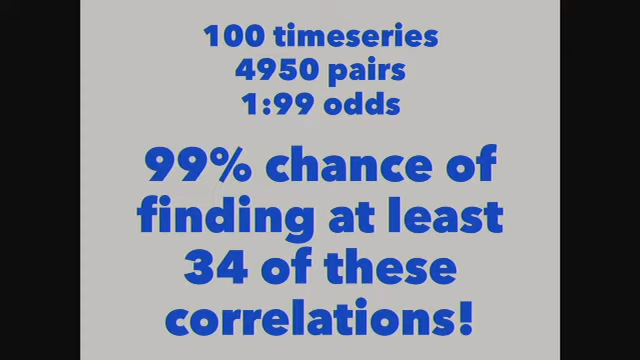 100 timeseries
4950 pairs
1:99 odds
99% chance of
finding at least
34 of these
correlations!